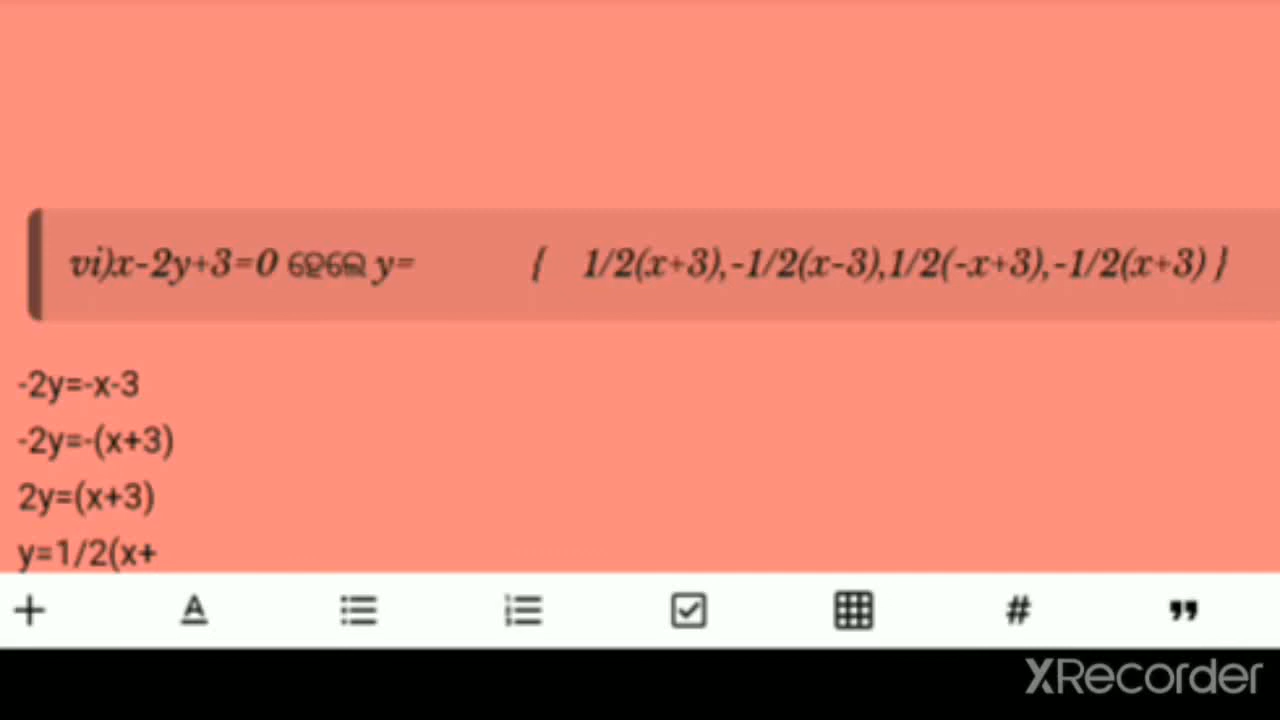 vi)x-2y+3=0 ହେଲେ y= { 1/2(x+3),-1/2(x-3),1/2(-x+3),-1/2(x+3) }
-2y=-x-3
-2y=-(x+3)
2y=(x+3)
y=1/2(x+
XRecorder